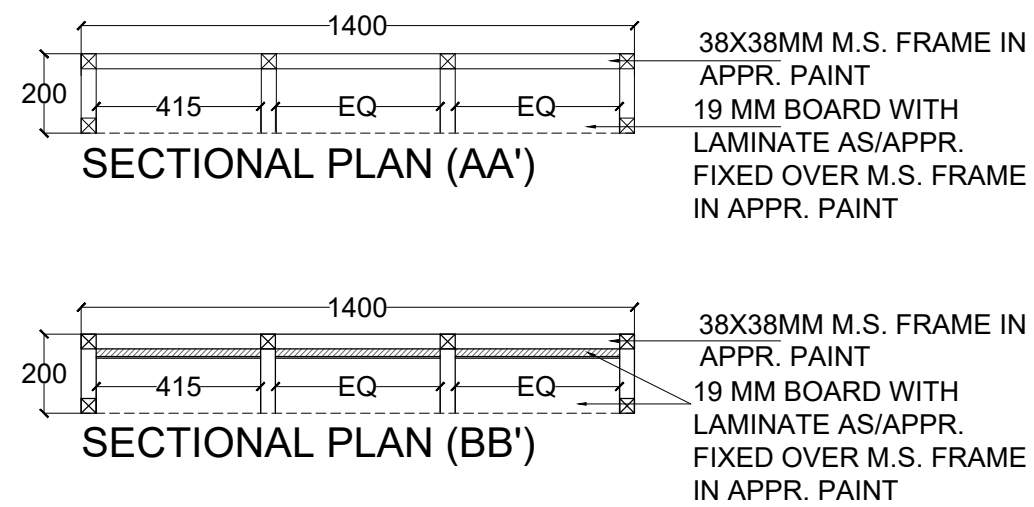 1400
200
415
EQ
EQ
SECTIONAL PLAN (AA')
38X38MM M.S. FRAME IN
APPR. PAINT
19 MM BOARD WITH
LAMINATE AS/APPR.
FIXED OVER M.S. FRAME
IN APPR. PAINT
1400
200
415
EQ
EQ
SECTIONAL PLAN (BB')
38X38MM M.S. FRAME IN
APPR. PAINT
19 MM BOARD WITH
LAMINATE AS/APPR.
FIXED OVER M.S. FRAME
IN APPR. PAINT